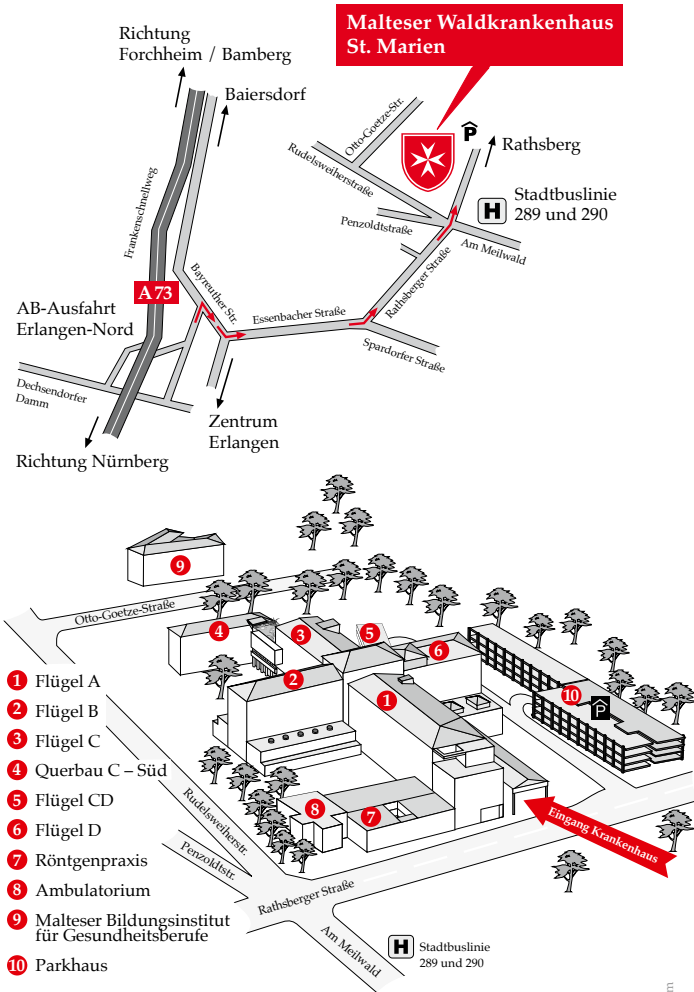 Malteser Waldkrankenhaus
St. Marien
Richtung
Forchheim / Bamberg
Baiersdorf
Otto-Goetze-Str.
Rudelsweiherstraße
P
Rathsberg
H
Stadtbuslinie
289 und 290
Penzoldtstraße
Am Meilwald
Frankenschnellweg
A 73
Bayreuther Str.
Rathsberger Straße
AB-Ausfahrt
Erlangen-Nord
Essenbacher Straße
Spardorfer Straße
Dechsendorfer
Damm
Zentrum
Erlangen
Richtung Nürnberg
9
Otto-Goetze-Straße
4
3
5
6
2
1
10
P
8
7
Eingang Krankenhaus
1 Flügel A
2 Flügel B
3 Flügel C
4 Querbau C – Süd
5 Flügel CD
6 Flügel D
7 Röntgenpraxis
8 Ambulatorium
9 Malteser Bildungsinstitut
für Gesundheitsberufe
10 Parkhaus
Rudelsweiherstr.
Penzoldtstr.
Rathsberger Straße
Am Meilwald
H
Stadtbuslinie
289 und 290